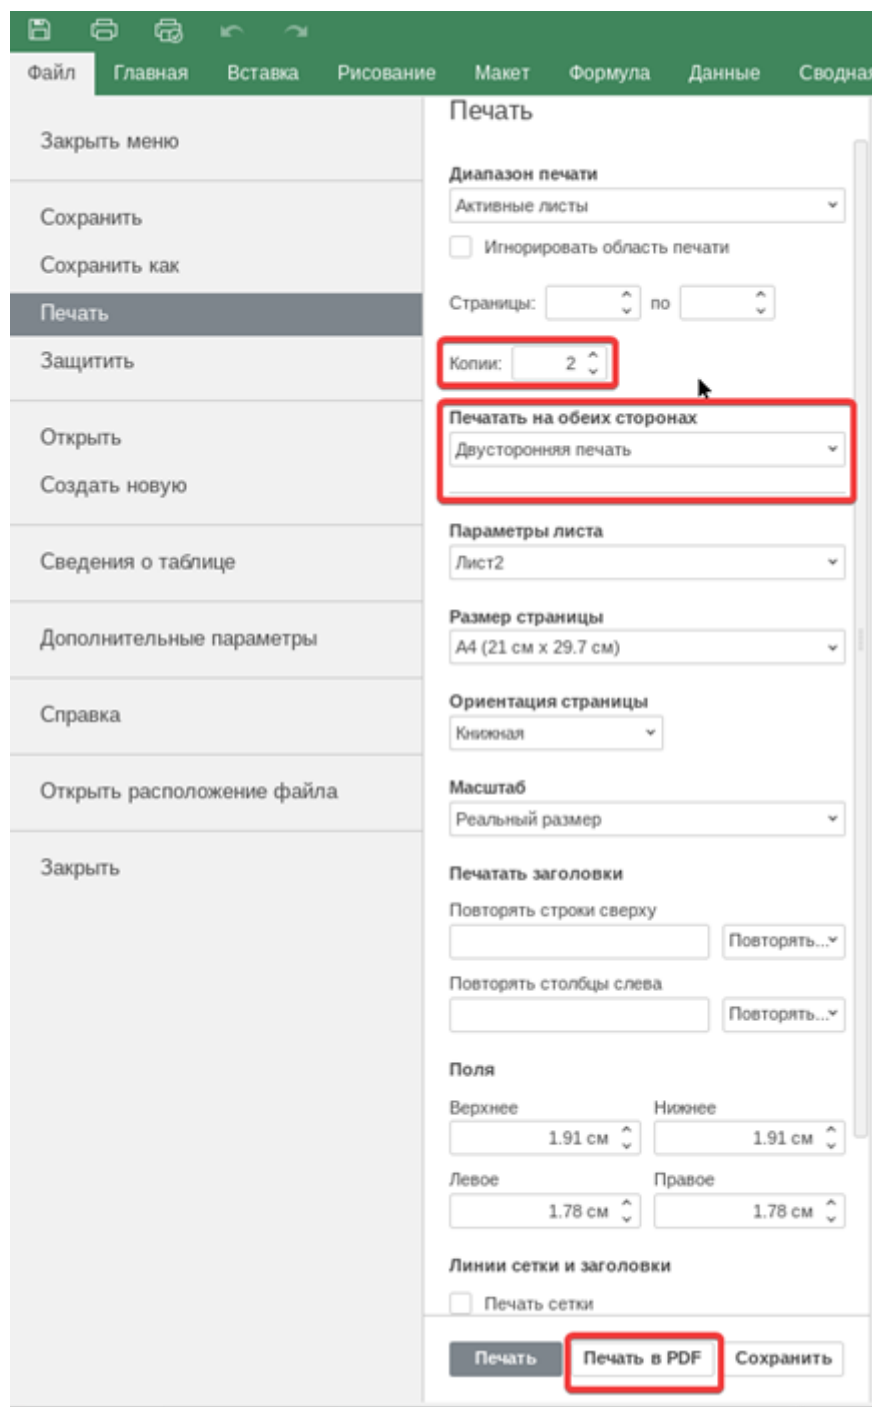 Файл Главная Вставка Рисование Макет Формула Данные Сводная
Закрыть меню
Сохранить
Сохранить как
Печать
Защитить
Открыть
Создать новую
Сведения о таблице
Дополнительные параметры
Справка
Открыть расположение файла
Закрыть
Печать
Диапазон печати
Активные листы
Игнорировать область печати
Страницы: по
Копии: 2
Печатать на обеих сторонах
Двусторонняя печать
Параметры листа
Лист2
Размер страницы
A4 (21 см x 29.7 см)
Ориентация страницы
Книжная
Масштаб
Реальный размер
Печатать заголовки
Повторять строки сверху
Повторять...
Повторять столбцы слева
Повторять...
Поля
Верхнее Нижнее
1.91 см 1.91 см
Левое Правое
1.78 см 1.78 см
Линии сетки и заголовки
Печать сетки
Печать Печать в PDF Сохранить